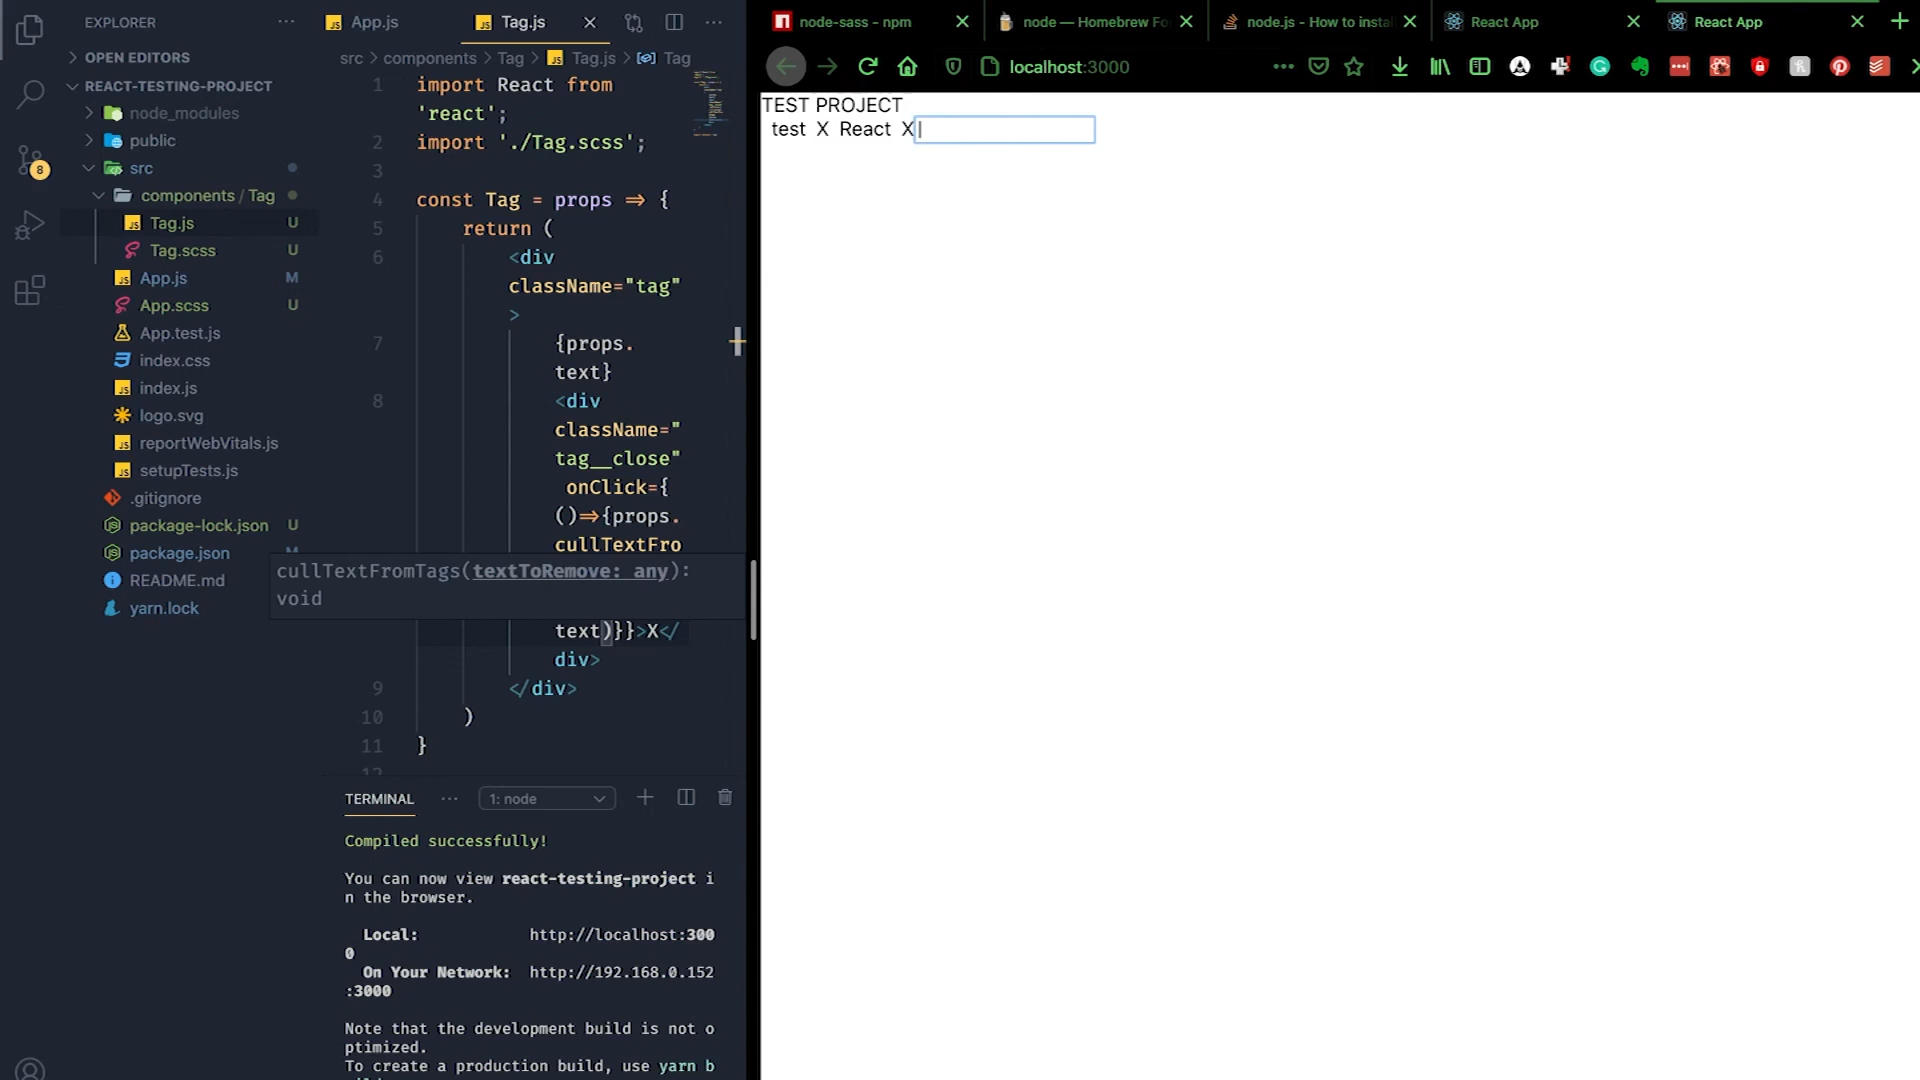 EXPLORER
OPEN EDITORS
REACT-TESTING-PROJECT
node_modules
public
src
components / Tag
Tag.js U
Tag.scss U
App.js M
App.scss U
App.test.js
index.css
index.js
logo.svg
reportWebVitals.js
setupTests.js
.gitignore
package-lock.json U
package.json
README.md
yarn.lock
8
App.js
Tag.js
src > components > Tag > Tag.js > Tag
1 import React from
'react';
2 import './Tag.scss';
3
4 const Tag = props => {
5 return (
6 <div
className="tag"
>
7 {props.
text}
8 <div
className="
tag__close"
onClick={
()=>{props.
cullTextFro
cullTextFromTags(textToRemove: any):
void
text)}}>X</
div>
9 </div>
10 )
11 }
12
TERMINAL
1: node
Compiled successfully!
You can now view react-testing-project i
n the browser.
Local: http://localhost:300
0
On Your Network: http://192.168.0.152
:3000
Note that the development build is not o
ptimized.
To create a production build, use yarn b
node-sass - npm
node — Homebrew Fo
node.js - How to instal
React App
React App
localhost:3000
TEST PROJECT
test X React X